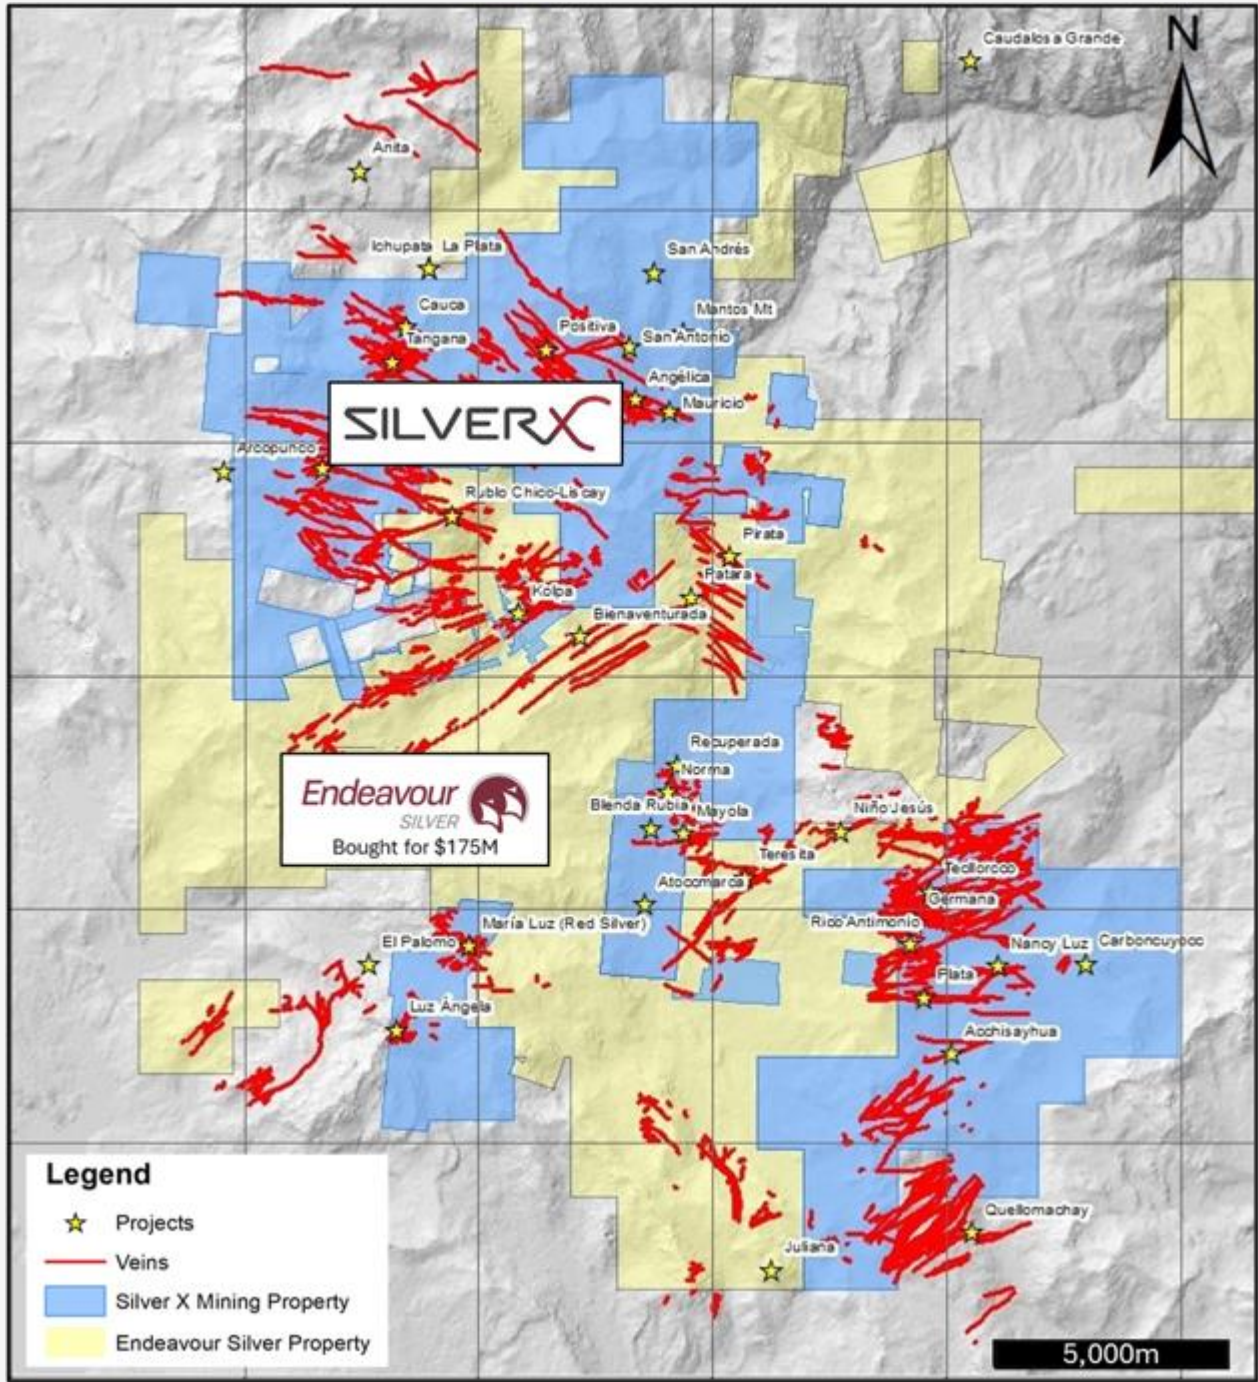 Caudalosa Grande
N
Anita
Ichupata La Plata
San Andrés
Cauca
Mantos Mt
Tangana
Positiva
San Antonio
Angélica
Mauricio
SILVERX
Arcopunco
Rublo Chico-Liscay
Pirata
Patara
Kolpa
Bienaventurada
Recuperada
Norma
Endeavour
SILVER
Bought for $175M
Blenda Rubia
Mayola
Niño Jesús
Teresita
Tecllorcco
Atoccmarca
Germana
María Luz (Red Silver)
Rico Antimonio
El Palomo
Nancy Luz
Carboncuyocc
Plata
Luz Ángela
Acchisayhua
Legend
Projects
Veins
Silver X Mining Property
Endeavour Silver Property
Quellomachay
Juliana
5,000m